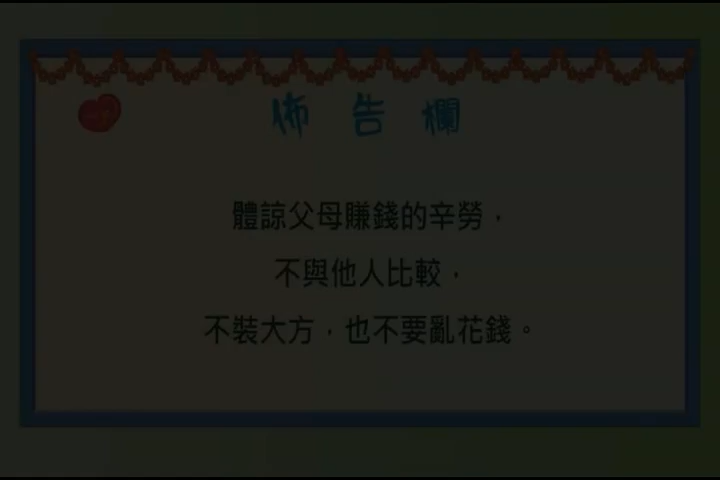 佈告欄
體諒父母賺錢的辛勞，
不與他人比較，
不裝大方，也不要亂花錢。